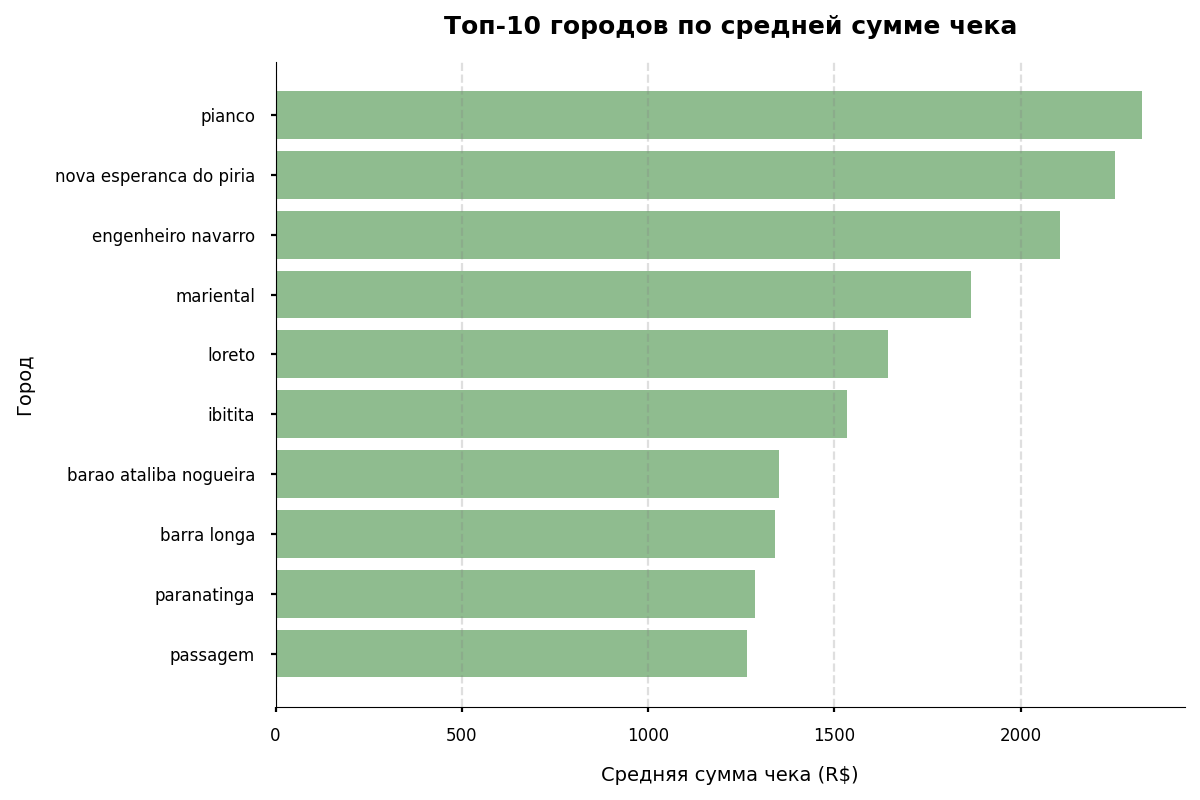 Топ-10 городов по средней сумме чека
Город
pianco
nova esperanca do piria
engenheiro navarro
mariental
loreto
ibitita
barao ataliba nogueira
barra longa
paranatinga
passagem
0 500 1000 1500 2000
Средняя сумма чека (R$)